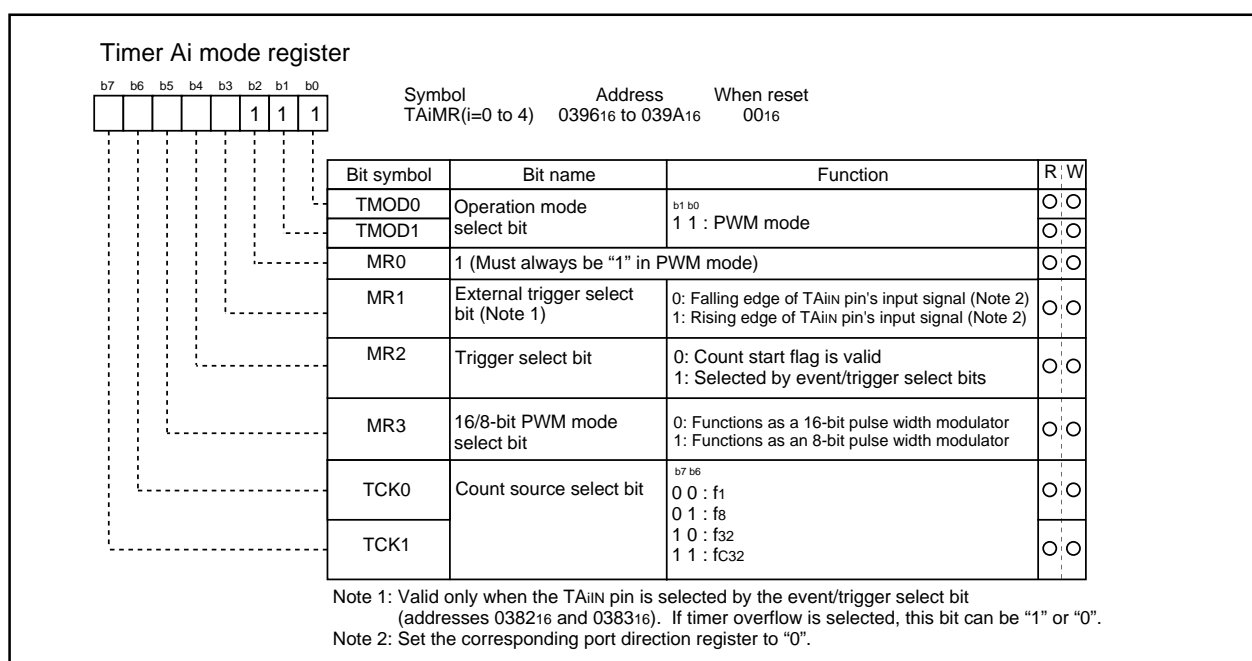 Timer Ai mode register
b7 b6 b5 b4 b3 b2 b1 b0
1 1 1
Symbol Address When reset
TAiMR(i=0 to 4) 039616 to 039A16 0016
Bit symbol Bit name Function R W
TMOD0 Operation mode select bit b1 b0
TMOD1 1 1 : PWM mode
MR0 1 (Must always be “1” in PWM mode)
MR1 External trigger select 0: Falling edge of TAiIN pin's input signal (Note 2)
bit (Note 1) 1: Rising edge of TAiIN pin's input signal (Note 2)
MR2 Trigger select bit 0: Count start flag is valid
1: Selected by event/trigger select bits
MR3 16/8-bit PWM mode 0: Functions as a 16-bit pulse width modulator
select bit 1: Functions as an 8-bit pulse width modulator
b7 b6
TCK0 Count source select bit 0 0 : f1
0 1 : f8
TCK1 1 0 : f32
1 1 : fC32
Note 1: Valid only when the TAiIN pin is selected by the event/trigger select bit
(addresses 038216 and 038316). If timer overflow is selected, this bit can be “1” or “0”.
Note 2: Set the corresponding port direction register to “0”.